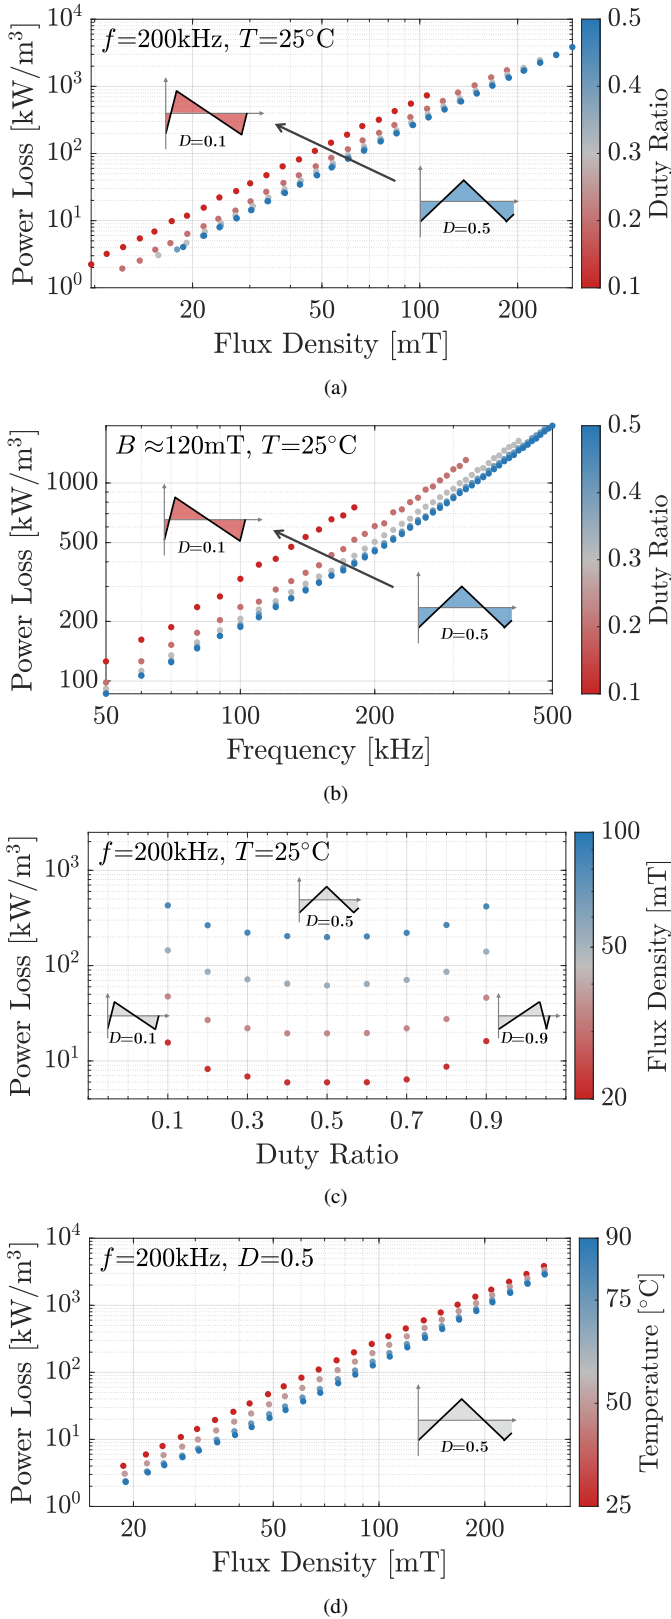 f=200kHz, T=25°C
10⁴
10³
10²
10¹
10⁰
Power Loss [kW/m³]
D=0.1
D=0.5
20 50 100 200
Flux Density [mT]
0.5
0.4
0.3
0.2
0.1
Duty Ratio
(a)
B ≈120mT, T=25°C
1000
500
200
100
Power Loss [kW/m³]
D=0.1
D=0.5
50 100 200 500
Frequency [kHz]
0.5
0.4
0.3
0.2
0.1
Duty Ratio
(b)
f=200kHz, T=25°C
10³
10²
10¹
Power Loss [kW/m³]
D=0.5
D=0.1
D=0.9
0.1 0.3 0.5 0.7 0.9
Duty Ratio
100
50
20
Flux Density [mT]
(c)
f=200kHz, D=0.5
10⁴
10³
10²
10¹
10⁰
Power Loss [kW/m³]
D=0.5
20 50 100 200
Flux Density [mT]
90
75
50
25
Temperature [°C]
(d)